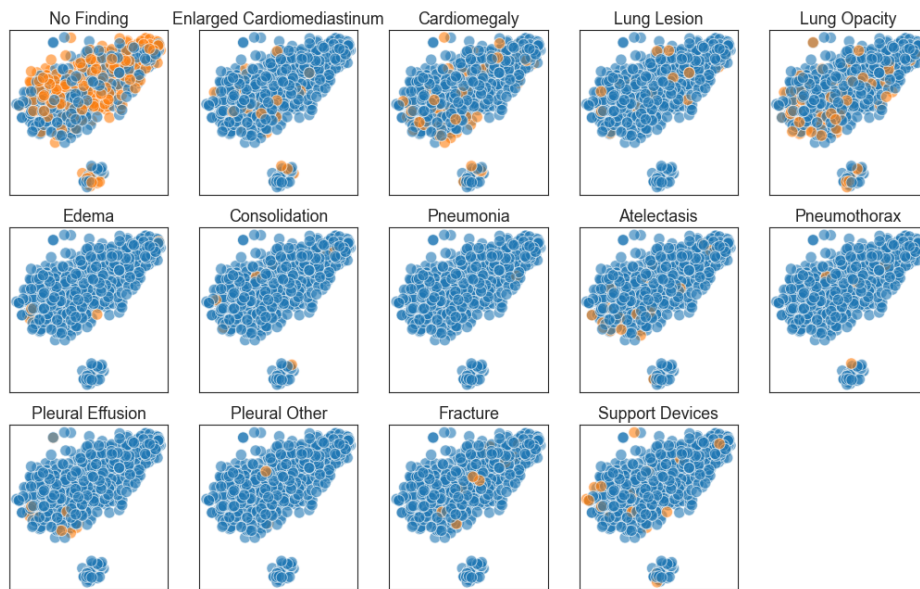 No Finding
Enlarged Cardiomediastinum
Cardiomegaly
Lung Lesion
Lung Opacity
Edema
Consolidation
Pneumonia
Atelectasis
Pneumothorax
Pleural Effusion
Pleural Other
Fracture
Support Devices